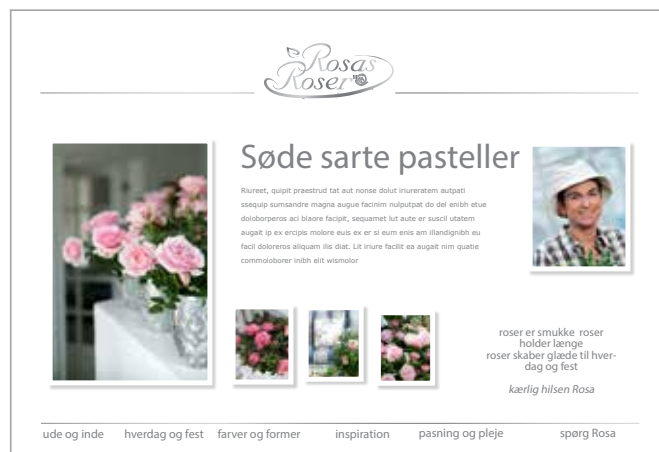 Rosas
Roser
Søde sarte pasteller
Riureet, quipit praestrud tat aut nonse dolut iriureratem autpati
ssequip sumsandre magna augue facinim nulputpat do del enibh etue
doloborperos aci blaore facipit, sequamet lut aute er suscil utatem
augait ip ex ercipis molore euis ex er si eum enis am illandignibh eu
facil doloreros aliquam ilis diat. Lit iriure facilit ea augait nim quatie
commoloborer inibh elit wismolor
roser er smukke roser
holder længe
roser skaber glæde til hver-
dag og fest
kærlig hilsen Rosa
ude og inde hverdag og fest farver og former inspiration pasning og pleje spørg Rosa